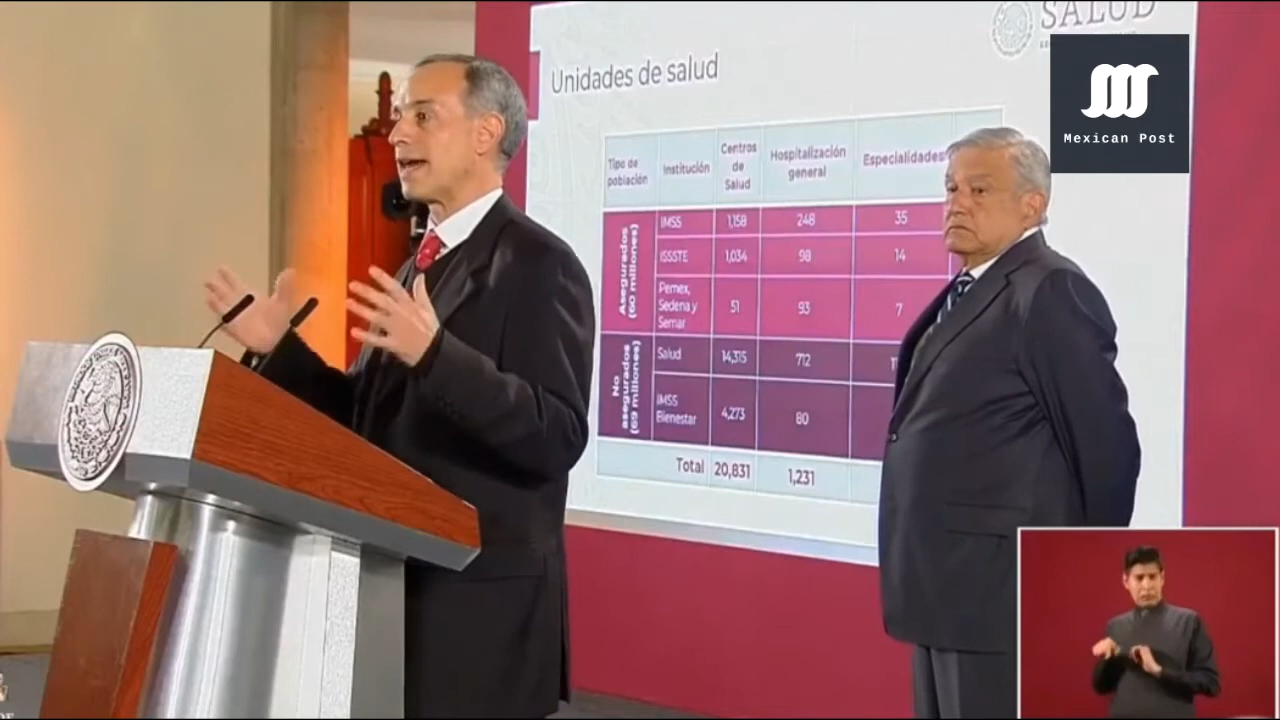 SALUD
Mexican Post
Unidades de salud
Tipo de población Institución Centros de Salud Hospitalización general Especialidades
Asegurados (60 millones)
IMSS 1,158 248 35
ISSSTE 1,034 98 14
Pemex, Sedena y Semar 51 93 7
No asegurados (69 millones)
Salud 14,315 712
IMSS Bienestar 4,273 80
Total 20,831 1,231